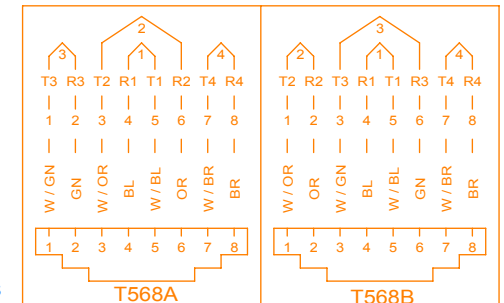 2
3 1 4
T3 R3 T2 R1 T1 R2 T4 R4
1 2 3 4 5 6 7 8
W / GN GN W / OR BL W / BL OR W / BR BR
1 2 3 4 5 6 7 8
T568A
3
2 1 4
T2 R2 T3 R1 T1 R3 T4 R4
1 2 3 4 5 6 7 8
W / OR OR W / GN BL W / BL GN W / BR BR
1 2 3 4 5 6 7 8
T568B